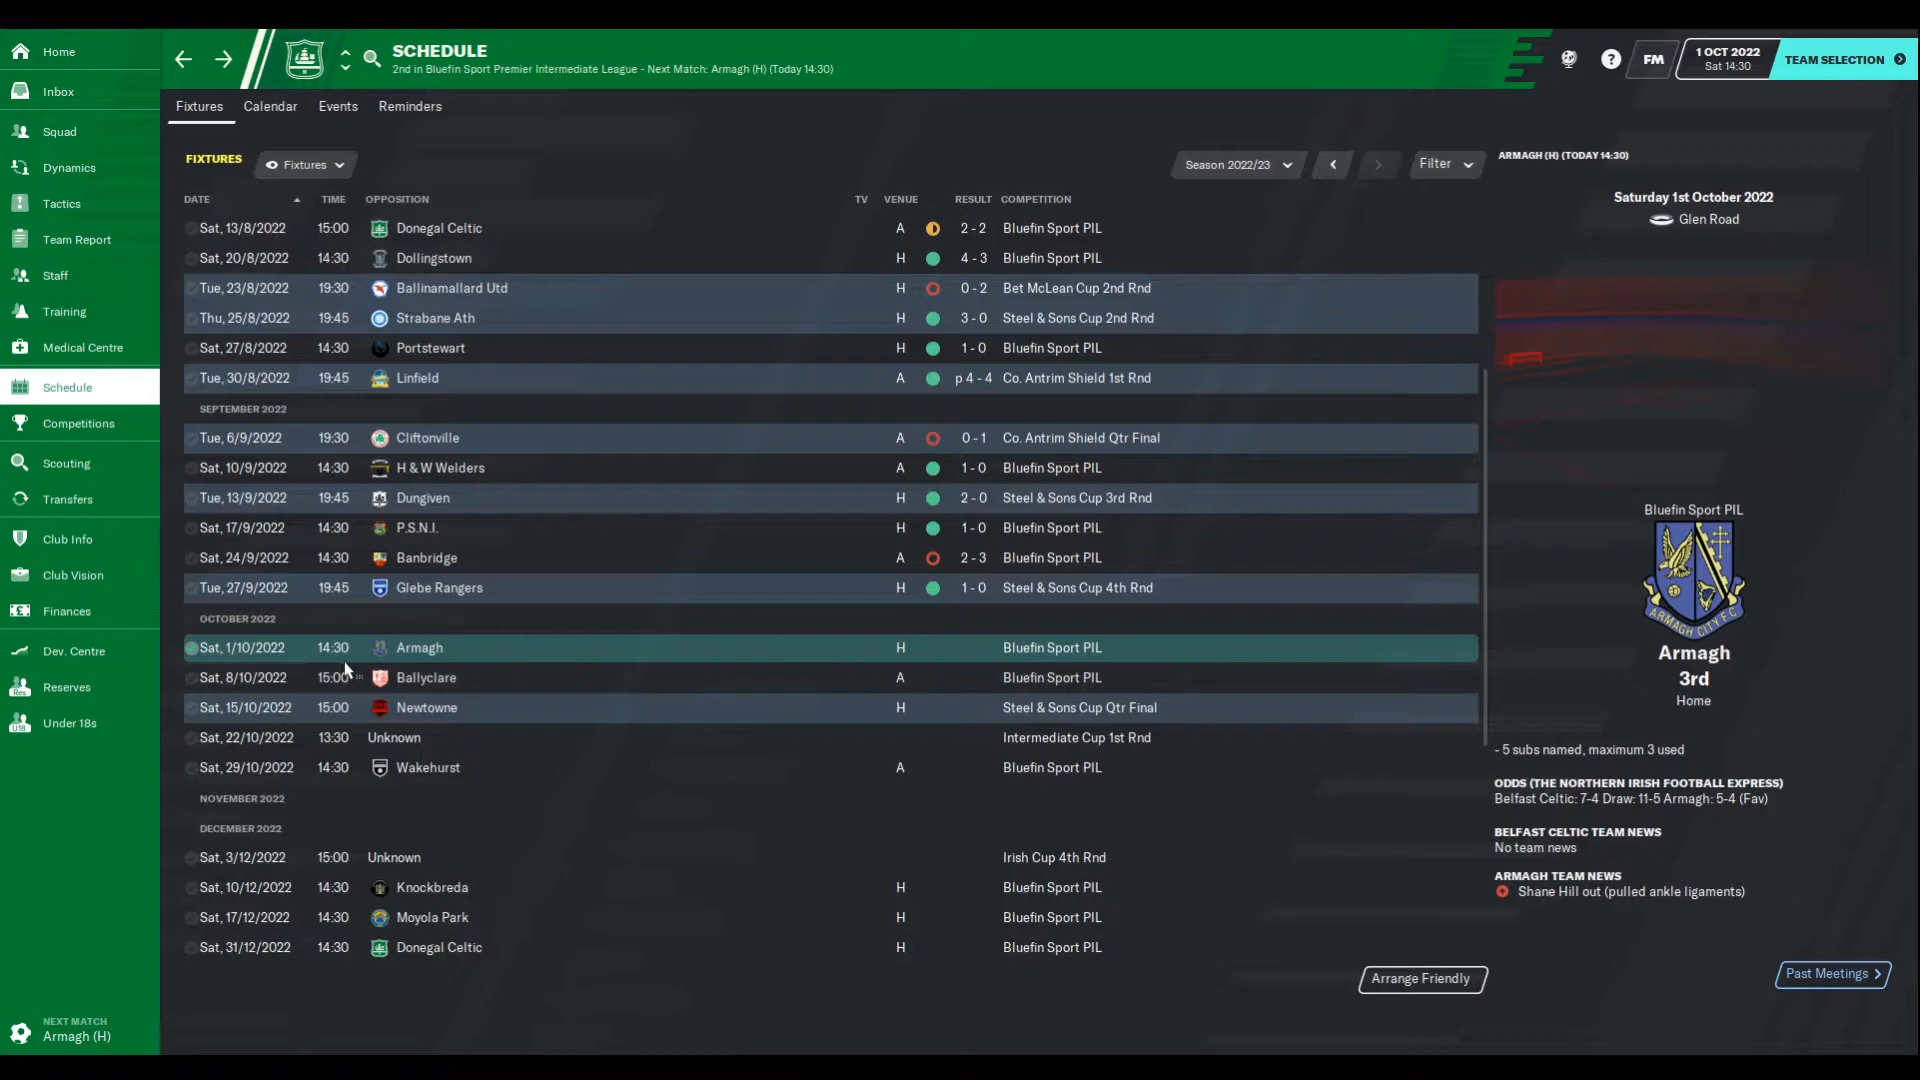 Home
Inbox
Squad
Dynamics
Tactics
Team Report
Staff
Training
Medical Centre
Schedule
Competitions
Scouting
Transfers
Club Info
Club Vision
Finances
Dev. Centre
Res Reserves
U18 Under 18s
NEXT MATCH
Armagh (H)
SCHEDULE
2nd in Bluefin Sport Premier Intermediate League - Next Match: Armagh (H) (Today 14:30)
? FM 1 OCT 2022 TEAM SELECTION
Sat 14:30
Fixtures Calendar Events Reminders
FIXTURES Fixtures Season 2022/23 Filter
DATE TIME OPPOSITION TV VENUE RESULT COMPETITION
Sat, 13/8/2022 15:00 Donegal Celtic A 2 - 2 Bluefin Sport PIL
Sat, 20/8/2022 14:30 Dollingstown H 4 - 3 Bluefin Sport PIL
Tue, 23/8/2022 19:30 Ballinamallard Utd H 0 - 2 Bet McLean Cup 2nd Rnd
Thu, 25/8/2022 19:45 Strabane Ath H 3 - 0 Steel & Sons Cup 2nd Rnd
Sat, 27/8/2022 14:30 Portstewart H 1 - 0 Bluefin Sport PIL
Tue, 30/8/2022 19:45 Linfield A p 4 - 4 Co. Antrim Shield 1st Rnd
SEPTEMBER 2022
Tue, 6/9/2022 19:30 Cliftonville A 0 - 1 Co. Antrim Shield Qtr Final
Sat, 10/9/2022 14:30 H & W Welders A 1 - 0 Bluefin Sport PIL
Tue, 13/9/2022 19:45 Dungiven H 2 - 0 Steel & Sons Cup 3rd Rnd
Sat, 17/9/2022 14:30 P.S.N.I. H 1 - 0 Bluefin Sport PIL
Sat, 24/9/2022 14:30 Banbridge A 2 - 3 Bluefin Sport PIL
Tue, 27/9/2022 19:45 Glebe Rangers H 1 - 0 Steel & Sons Cup 4th Rnd
OCTOBER 2022
Sat, 1/10/2022 14:30 Armagh H Bluefin Sport PIL
Sat, 8/10/2022 15:00 Ballyclare A Bluefin Sport PIL
Sat, 15/10/2022 15:00 Newtowne H Steel & Sons Cup Qtr Final
Sat, 22/10/2022 13:30 Unknown Intermediate Cup 1st Rnd
Sat, 29/10/2022 14:30 Wakehurst A Bluefin Sport PIL
NOVEMBER 2022
DECEMBER 2022
Sat, 3/12/2022 15:00 Unknown Irish Cup 4th Rnd
Sat, 10/12/2022 14:30 Knockbreda H Bluefin Sport PIL
Sat, 17/12/2022 14:30 Moyola Park H Bluefin Sport PIL
Sat, 31/12/2022 14:30 Donegal Celtic H Bluefin Sport PIL
Arrange Friendly
ARMAGH (H) (TODAY 14:30)
Saturday 1st October 2022
Glen Road
Bluefin Sport PIL
ARMAGH CITY F.C.
Armagh
3rd
Home
- 5 subs named, maximum 3 used
ODDS (THE NORTHERN IRISH FOOTBALL EXPRESS)
Belfast Celtic: 7-4 Draw: 11-5 Armagh: 5-4 (Fav)
BELFAST CELTIC TEAM NEWS
No team news
ARMAGH TEAM NEWS
Shane Hill out (pulled ankle ligaments)
Past Meetings